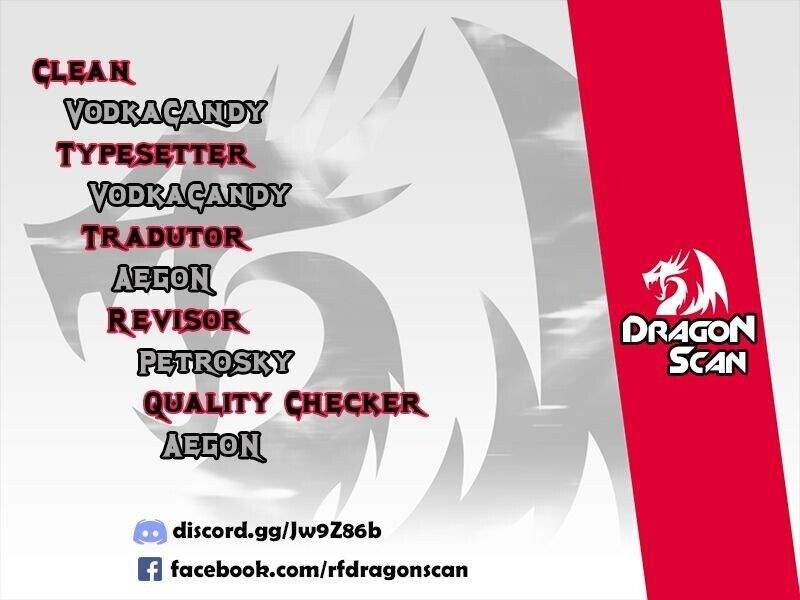 Clean
VodkaCandy
Typesetter
VodkaCandy
Tradutor
Aegon
Revisor
Petrosky
Quality Checker
Aegon
Dragon
Scan
discord.gg/Jw9Z86b
facebook.com/rfdragonscan